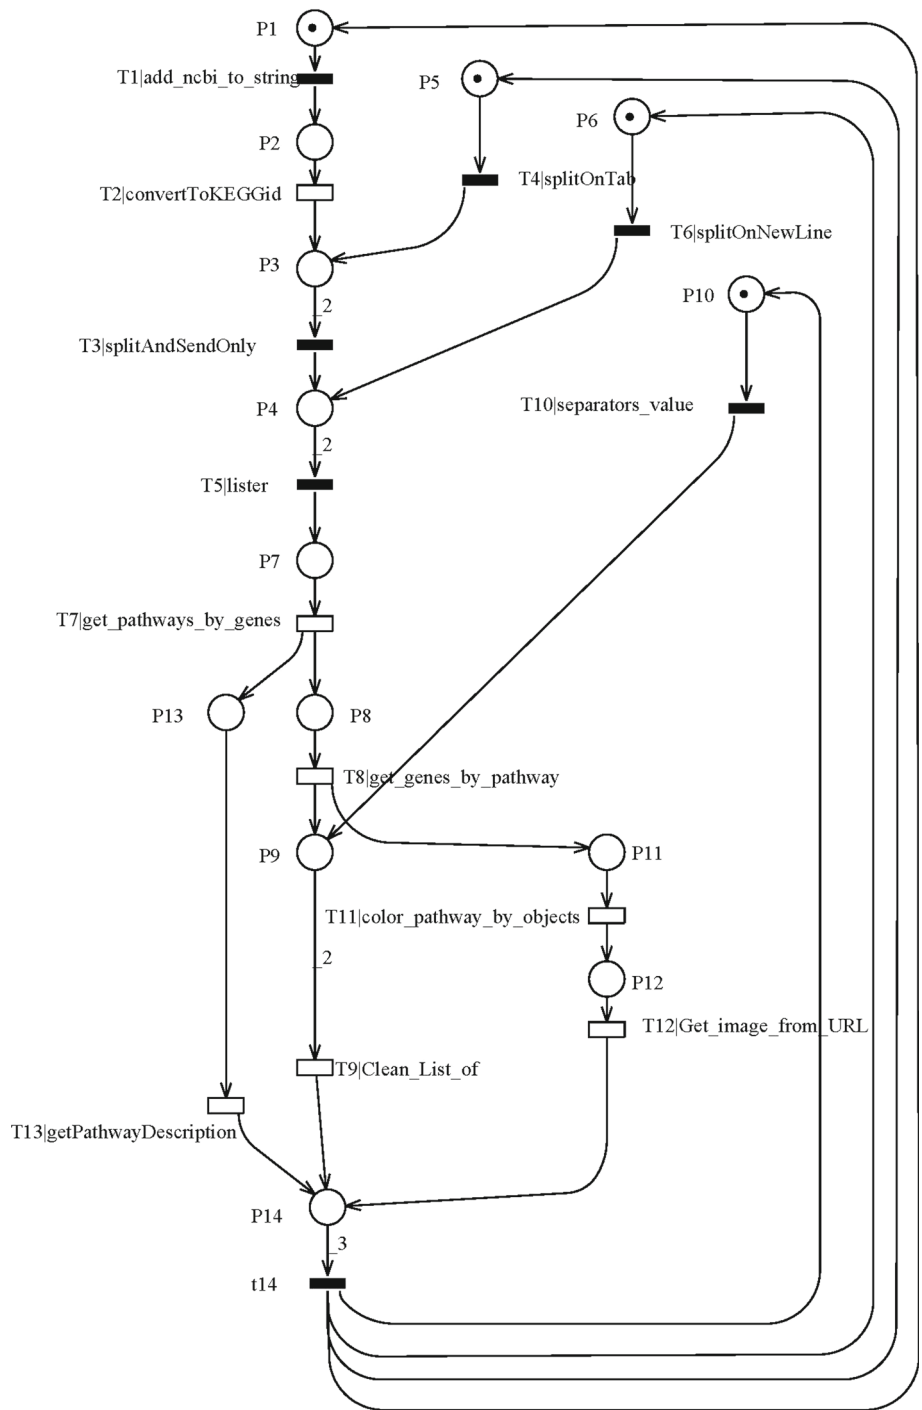 P1
T1|add_ncbi_to_string
P5
P6
P2
T2|convertToKEGGid
T4|splitOnTab
T6|splitOnNewLine
P3
P10
_2
T3|splitAndSendOnly
P4
T10|separators_value
_2
T5|lister
P7
T7|get_pathways_by_genes
P13
P8
T8|get_genes_by_pathway
P9
P11
T11|color_pathway_by_objects
_2
P12
T12|Get_image_from_URL
T9|Clean_List_of
T13|getPathwayDescription
P14
_3
t14